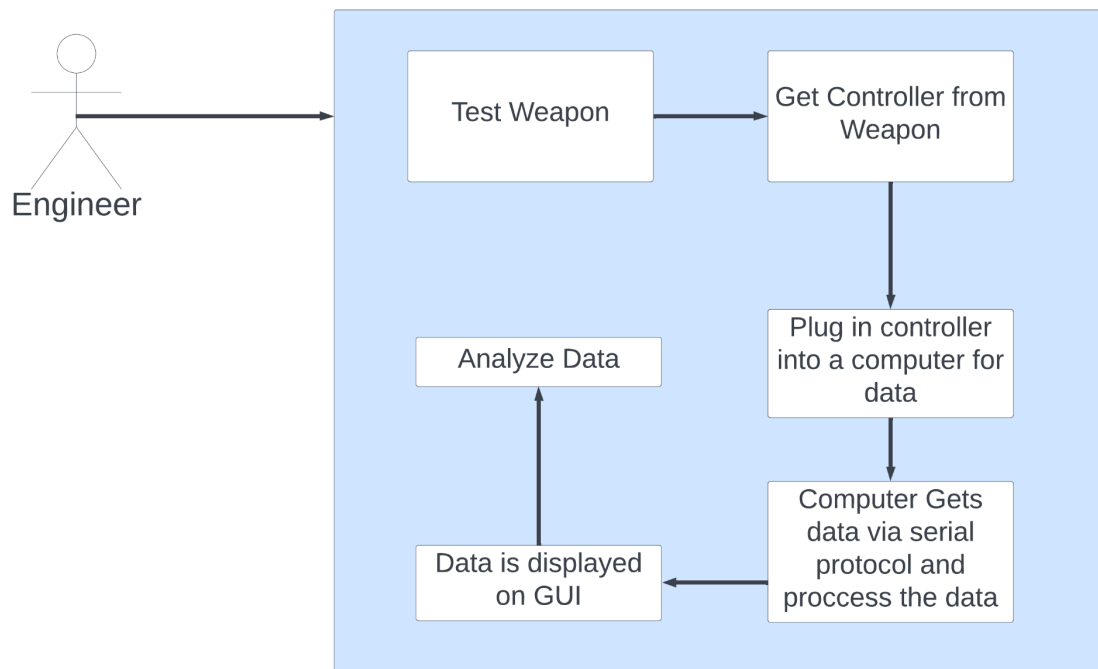 Engineer
Test Weapon
Get Controller from
Weapon
Plug in controller
into a computer for
data
Computer Gets
data via serial
protocol and
proccess the data
Data is displayed
on GUI
Analyze Data